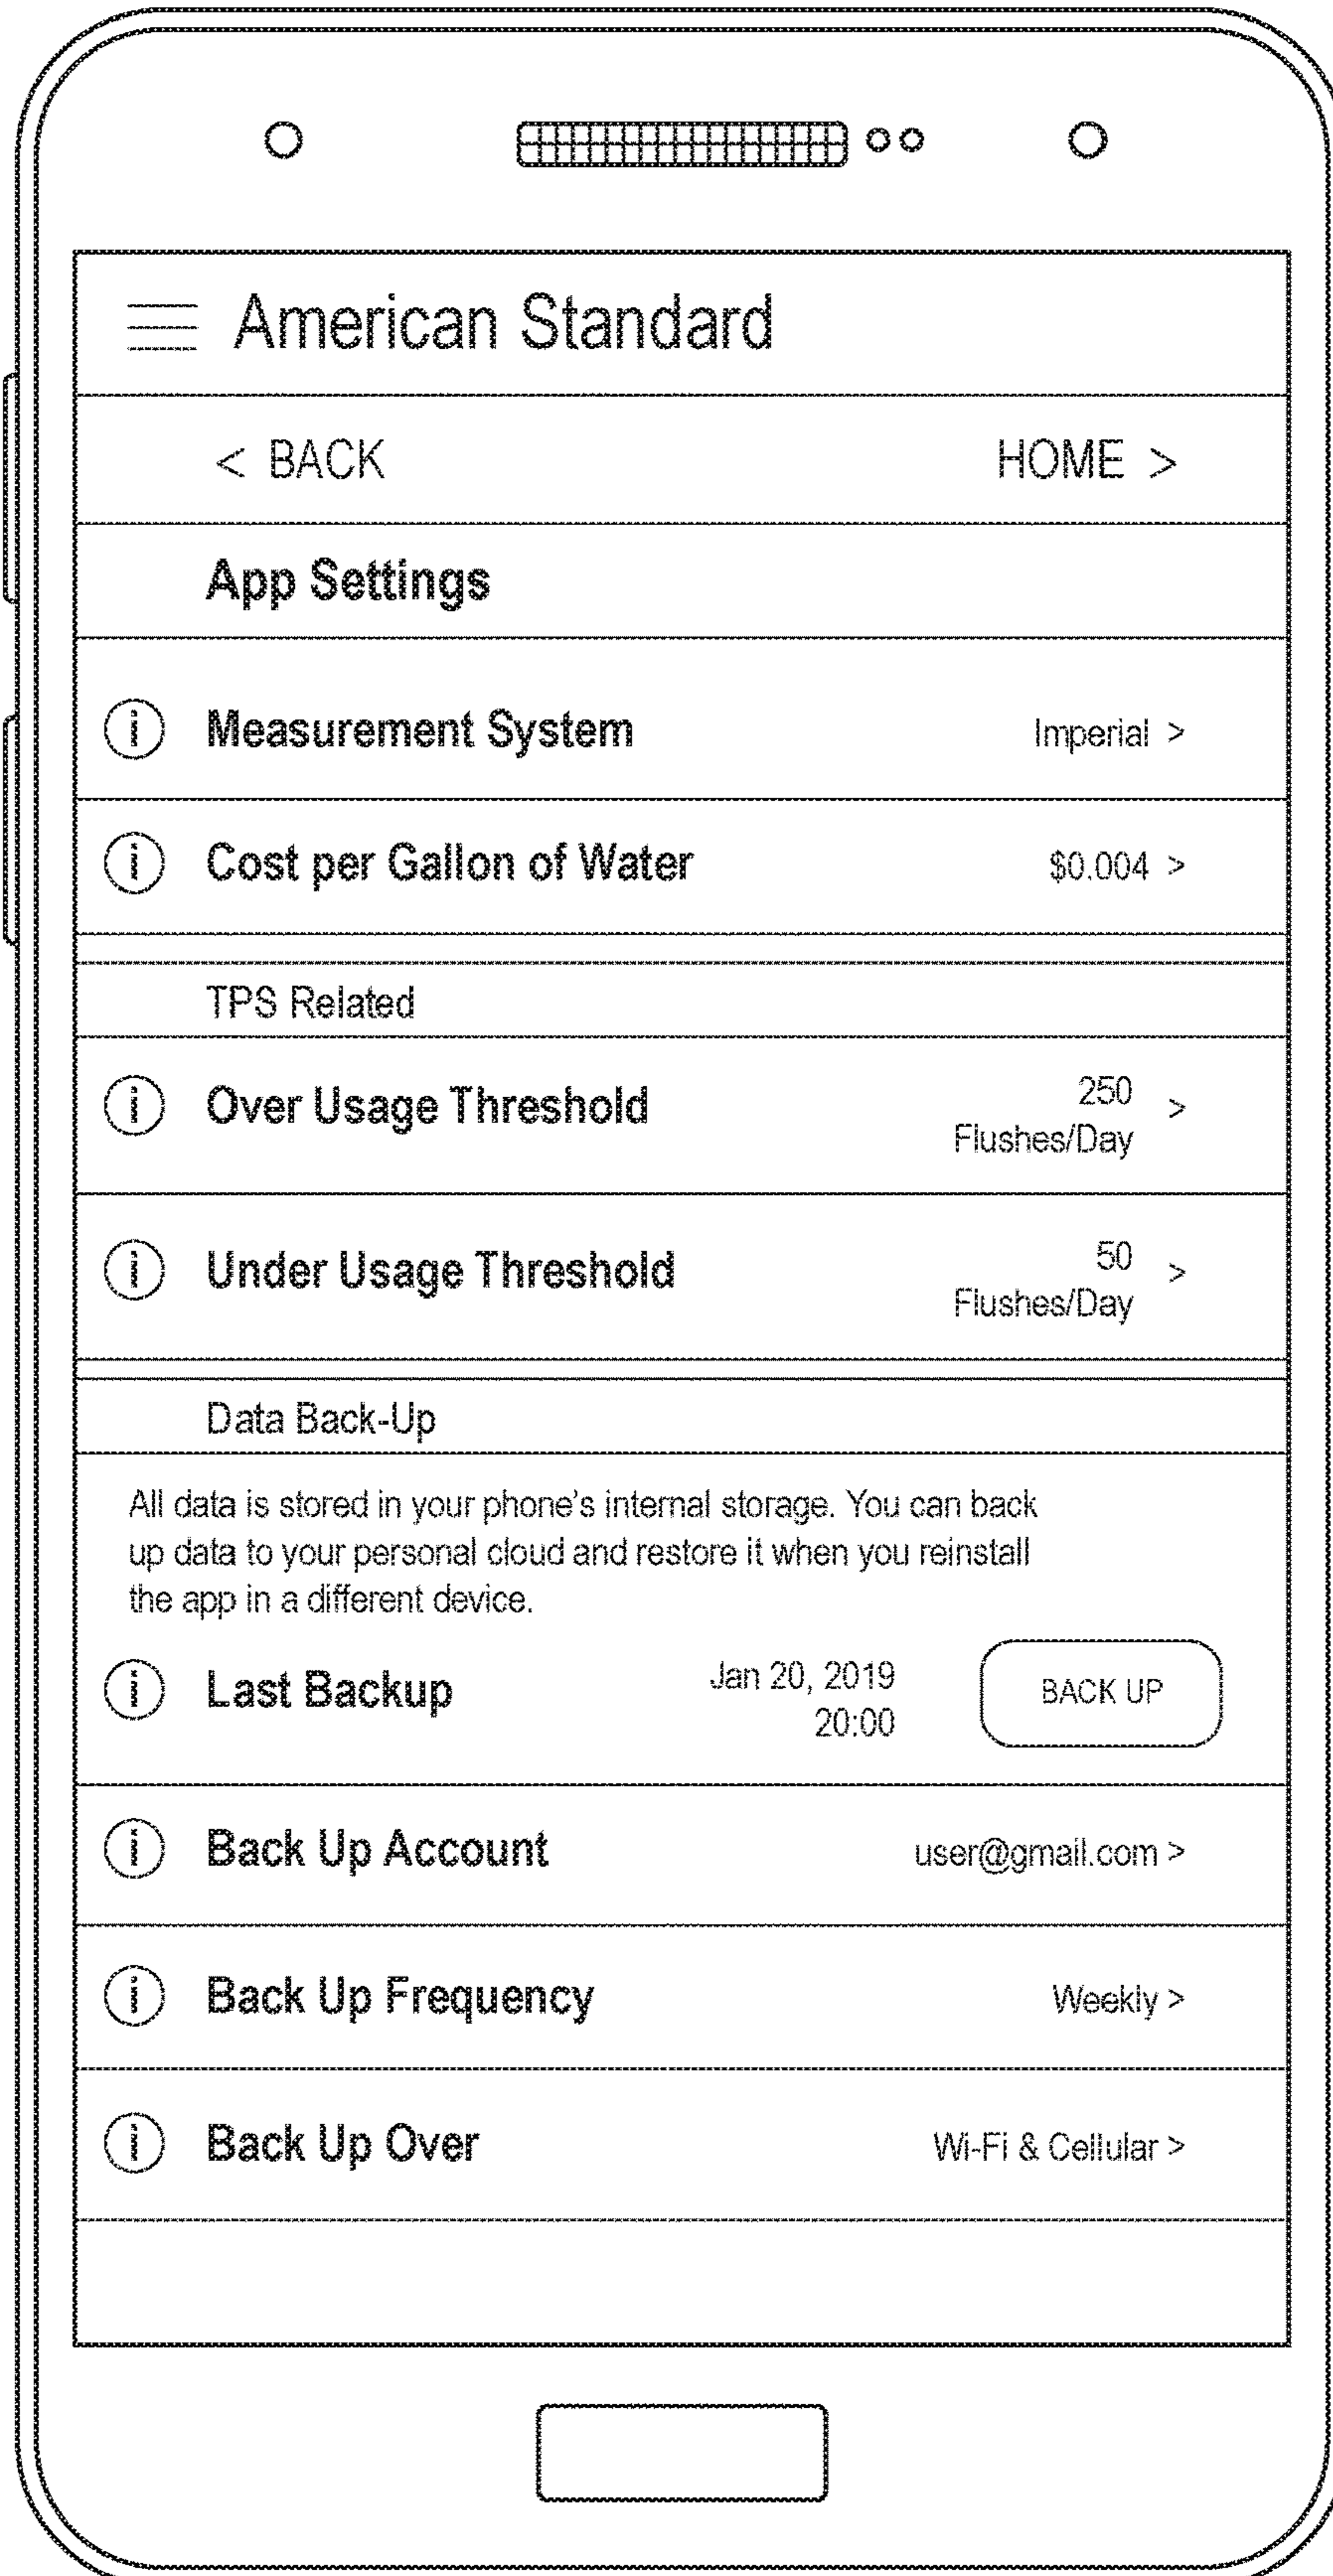 American Standard
< BACK HOME >
App Settings
i Measurement System Imperial >
i Cost per Gallon of Water $0.004 >
TPS Related
i Over Usage Threshold 250 Flushes/Day >
i Under Usage Threshold 50 Flushes/Day >
Data Back-Up
All data is stored in your phone's internal storage. You can back
up data to your personal cloud and restore it when you reinstall
the app in a different device.
i Last Backup Jan 20, 2019 20:00 BACK UP
i Back Up Account user@gmail.com >
i Back Up Frequency Weekly >
i Back Up Over Wi-Fi & Cellular >